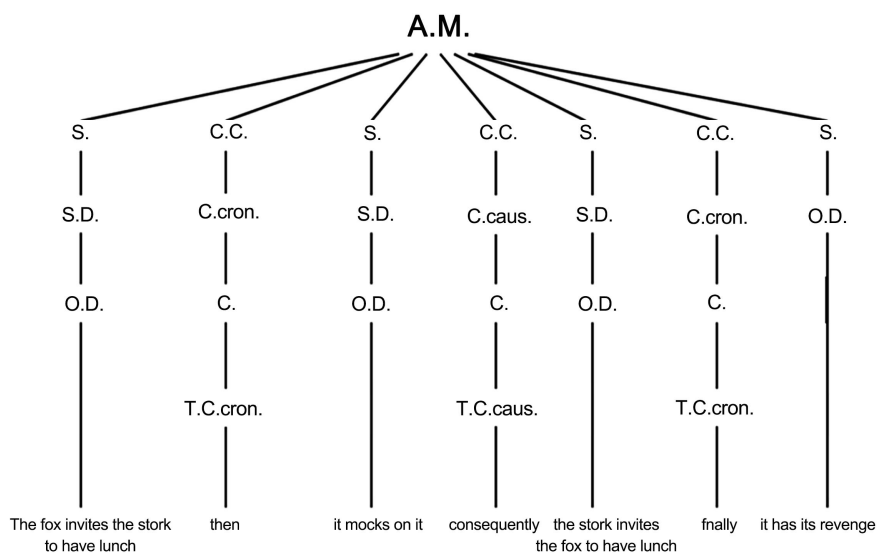 A.M.
S. C.C. S. C.C. S. C.C. S.
S.D. C.cron. S.D. C.caus. S.D. C.cron. O.D.
O.D. C. O.D. C. O.D. C.
T.C.cron. T.C.caus. T.C.cron.
The fox invites the stork then it mocks on it consequently the stork invites fnally it has its revenge
to have lunch the fox to have lunch